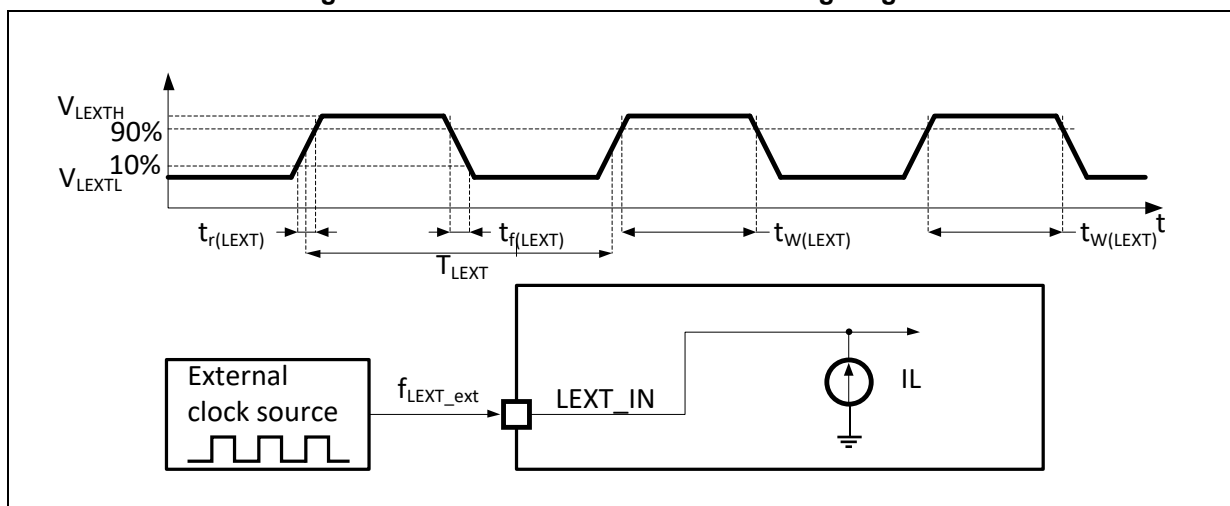 V_LEXTH
90%
10%
V_LEXTL
t
t_r(LEXT)
t_f(LEXT)
t_W(LEXT)
t_W(LEXT)
T_LEXT
External
clock source
f_LEXT_ext
LEXT_IN
IL